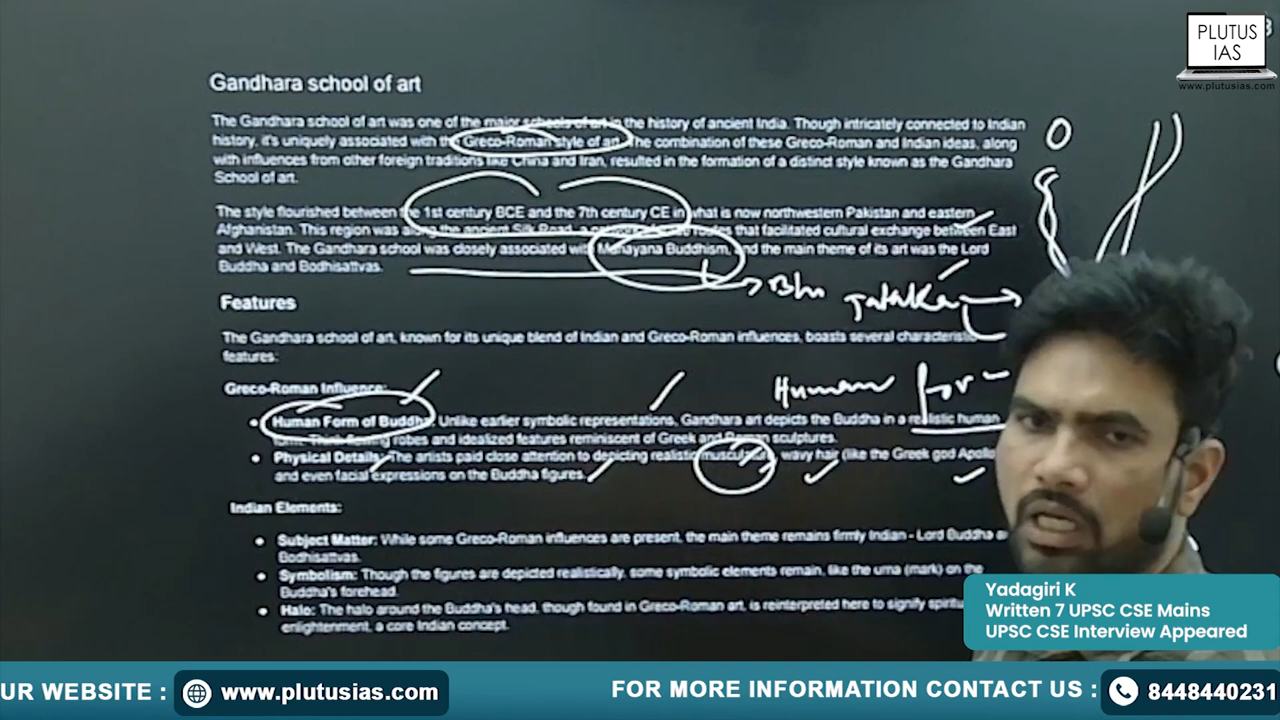 PLUTUS
IAS
www.plutusias.com
Gandhara school of art
The Gandhara school of art was one of the major schools of art in the history of ancient India. Though intricately connected to Indian
history, it's uniquely associated with the Greco-Roman style of art. The combination of these Greco-Roman and Indian ideas, along
with influences from other foreign traditions like China and Iran, resulted in the formation of a distinct style known as the Gandhara
School of art.
The style flourished between the 1st century BCE and the 7th century CE in what is now northwestern Pakistan and eastern
Afghanistan. This region was along the ancient Silk Road, a network of trade routes that facilitated cultural exchange between East
and West. The Gandhara school was closely associated with Mahayana Buddhism, and the main theme of its art was the Lord
Buddha and Bodhisattvas.
Jataka
Features
The Gandhara school of art, known for its unique blend of Indian and Greco-Roman influences, boasts several characteristic
features:
Greco-Roman Influence:
Human for
• Human Form of Buddha: Unlike earlier symbolic representations, Gandhara art depicts the Buddha in a realistic human
robes and idealized features reminiscent of Greek and Roman sculptures.
• Physical Details: The artists paid close attention to depicting realistic musculature, wavy hair (like the Greek god Apollo
and even facial expressions on the Buddha figures.
Indian Elements:
• Subject Matter: While some Greco-Roman influences are present, the main theme remains firmly Indian - Lord Buddha
Bodhisattvas.
• Symbolism: Though the figures are depicted realistically, some symbolic elements remain, like the urna (mark) on the
Buddha's forehead.
• Halo: The halo around the Buddha's head, though found in Greco-Roman art, is reinterpreted here to signify
enlightenment, a core Indian concept.
Yadagiri K
Written 7 UPSC CSE Mains
UPSC CSE Interview Appeared
UR WEBSITE : www.plutusias.com FOR MORE INFORMATION CONTACT US : 8448440231